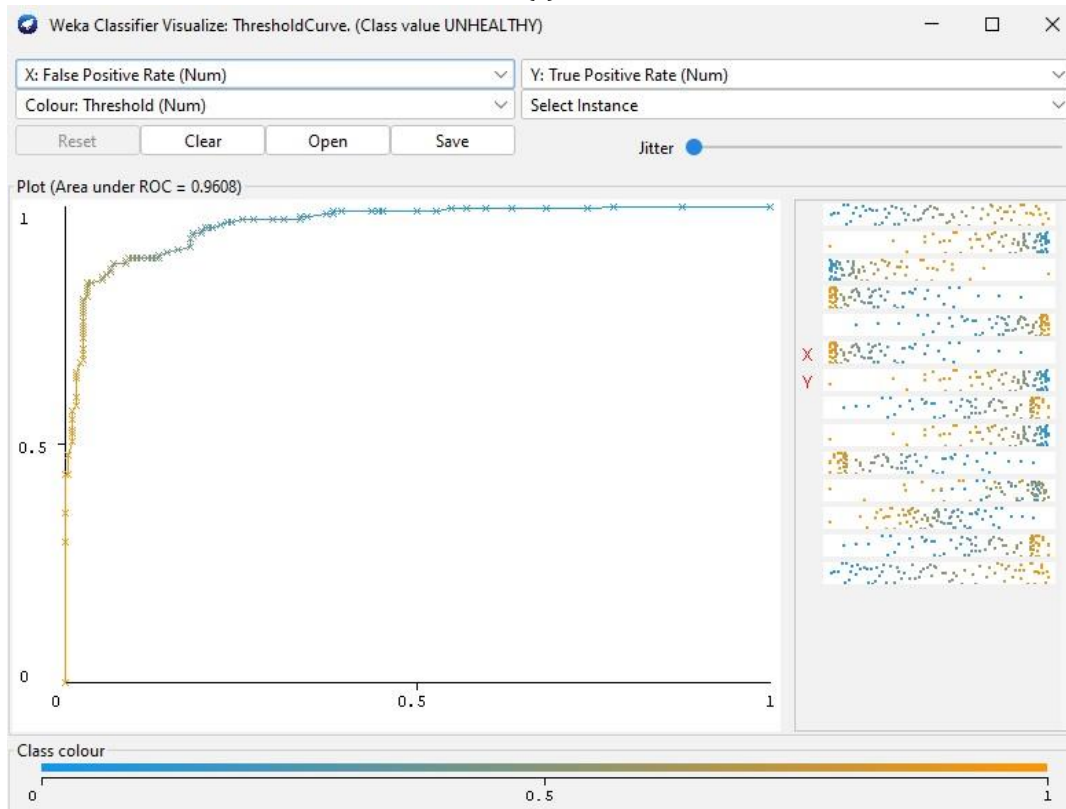 Weka Classifier Visualize: ThresholdCurve. (Class value UNHEALTHY)
X: False Positive Rate (Num)
Y: True Positive Rate (Num)
Colour: Threshold (Num)
Select Instance
Reset
Clear
Open
Save
Jitter
Plot (Area under ROC = 0.9608)
1
0.5
0
0
0.5
1
X
Y
Class colour
0
0.5
1